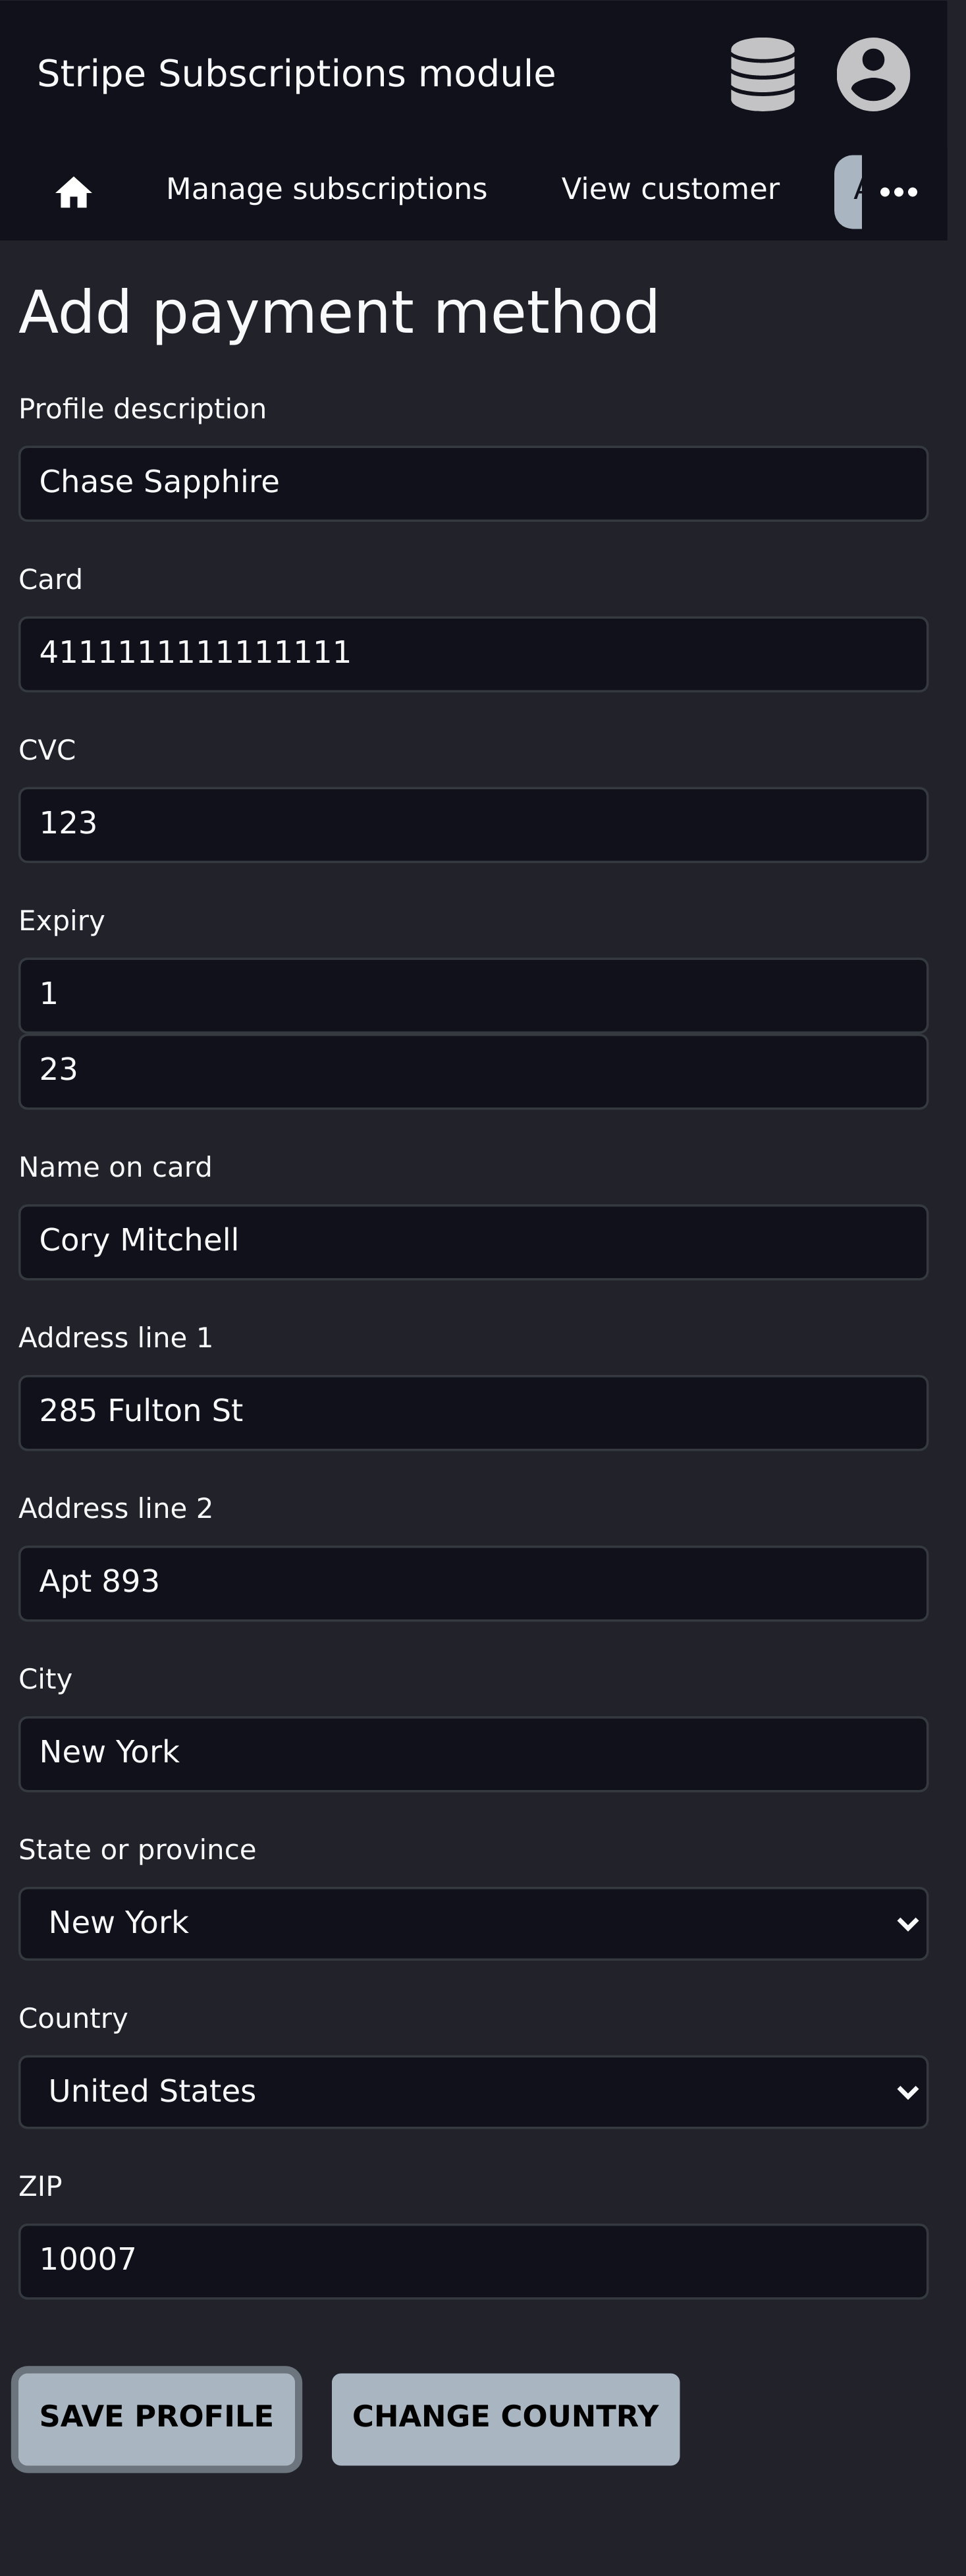 Stripe Subscriptions module
Manage subscriptions View customer
Add payment method
Profile description
Chase Sapphire
Card
4111111111111111
CVC
123
Expiry
1
23
Name on card
Cory Mitchell
Address line 1
285 Fulton St
Address line 2
Apt 893
City
New York
State or province
New York
Country
United States
ZIP
10007
SAVE PROFILE CHANGE COUNTRY